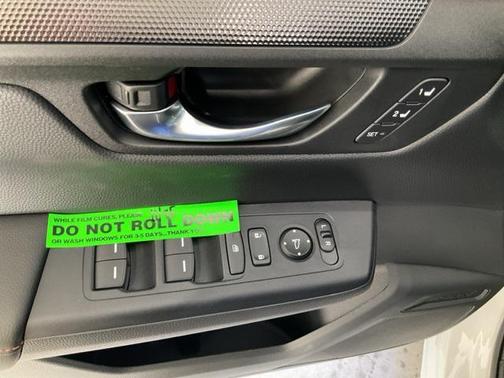 1
2
SET
WHILE FILM CURES, PLEASE
DO NOT ROLL DOWN
OR WASH WINDOWS FOR 3-5 DAYS...THANK
L
R